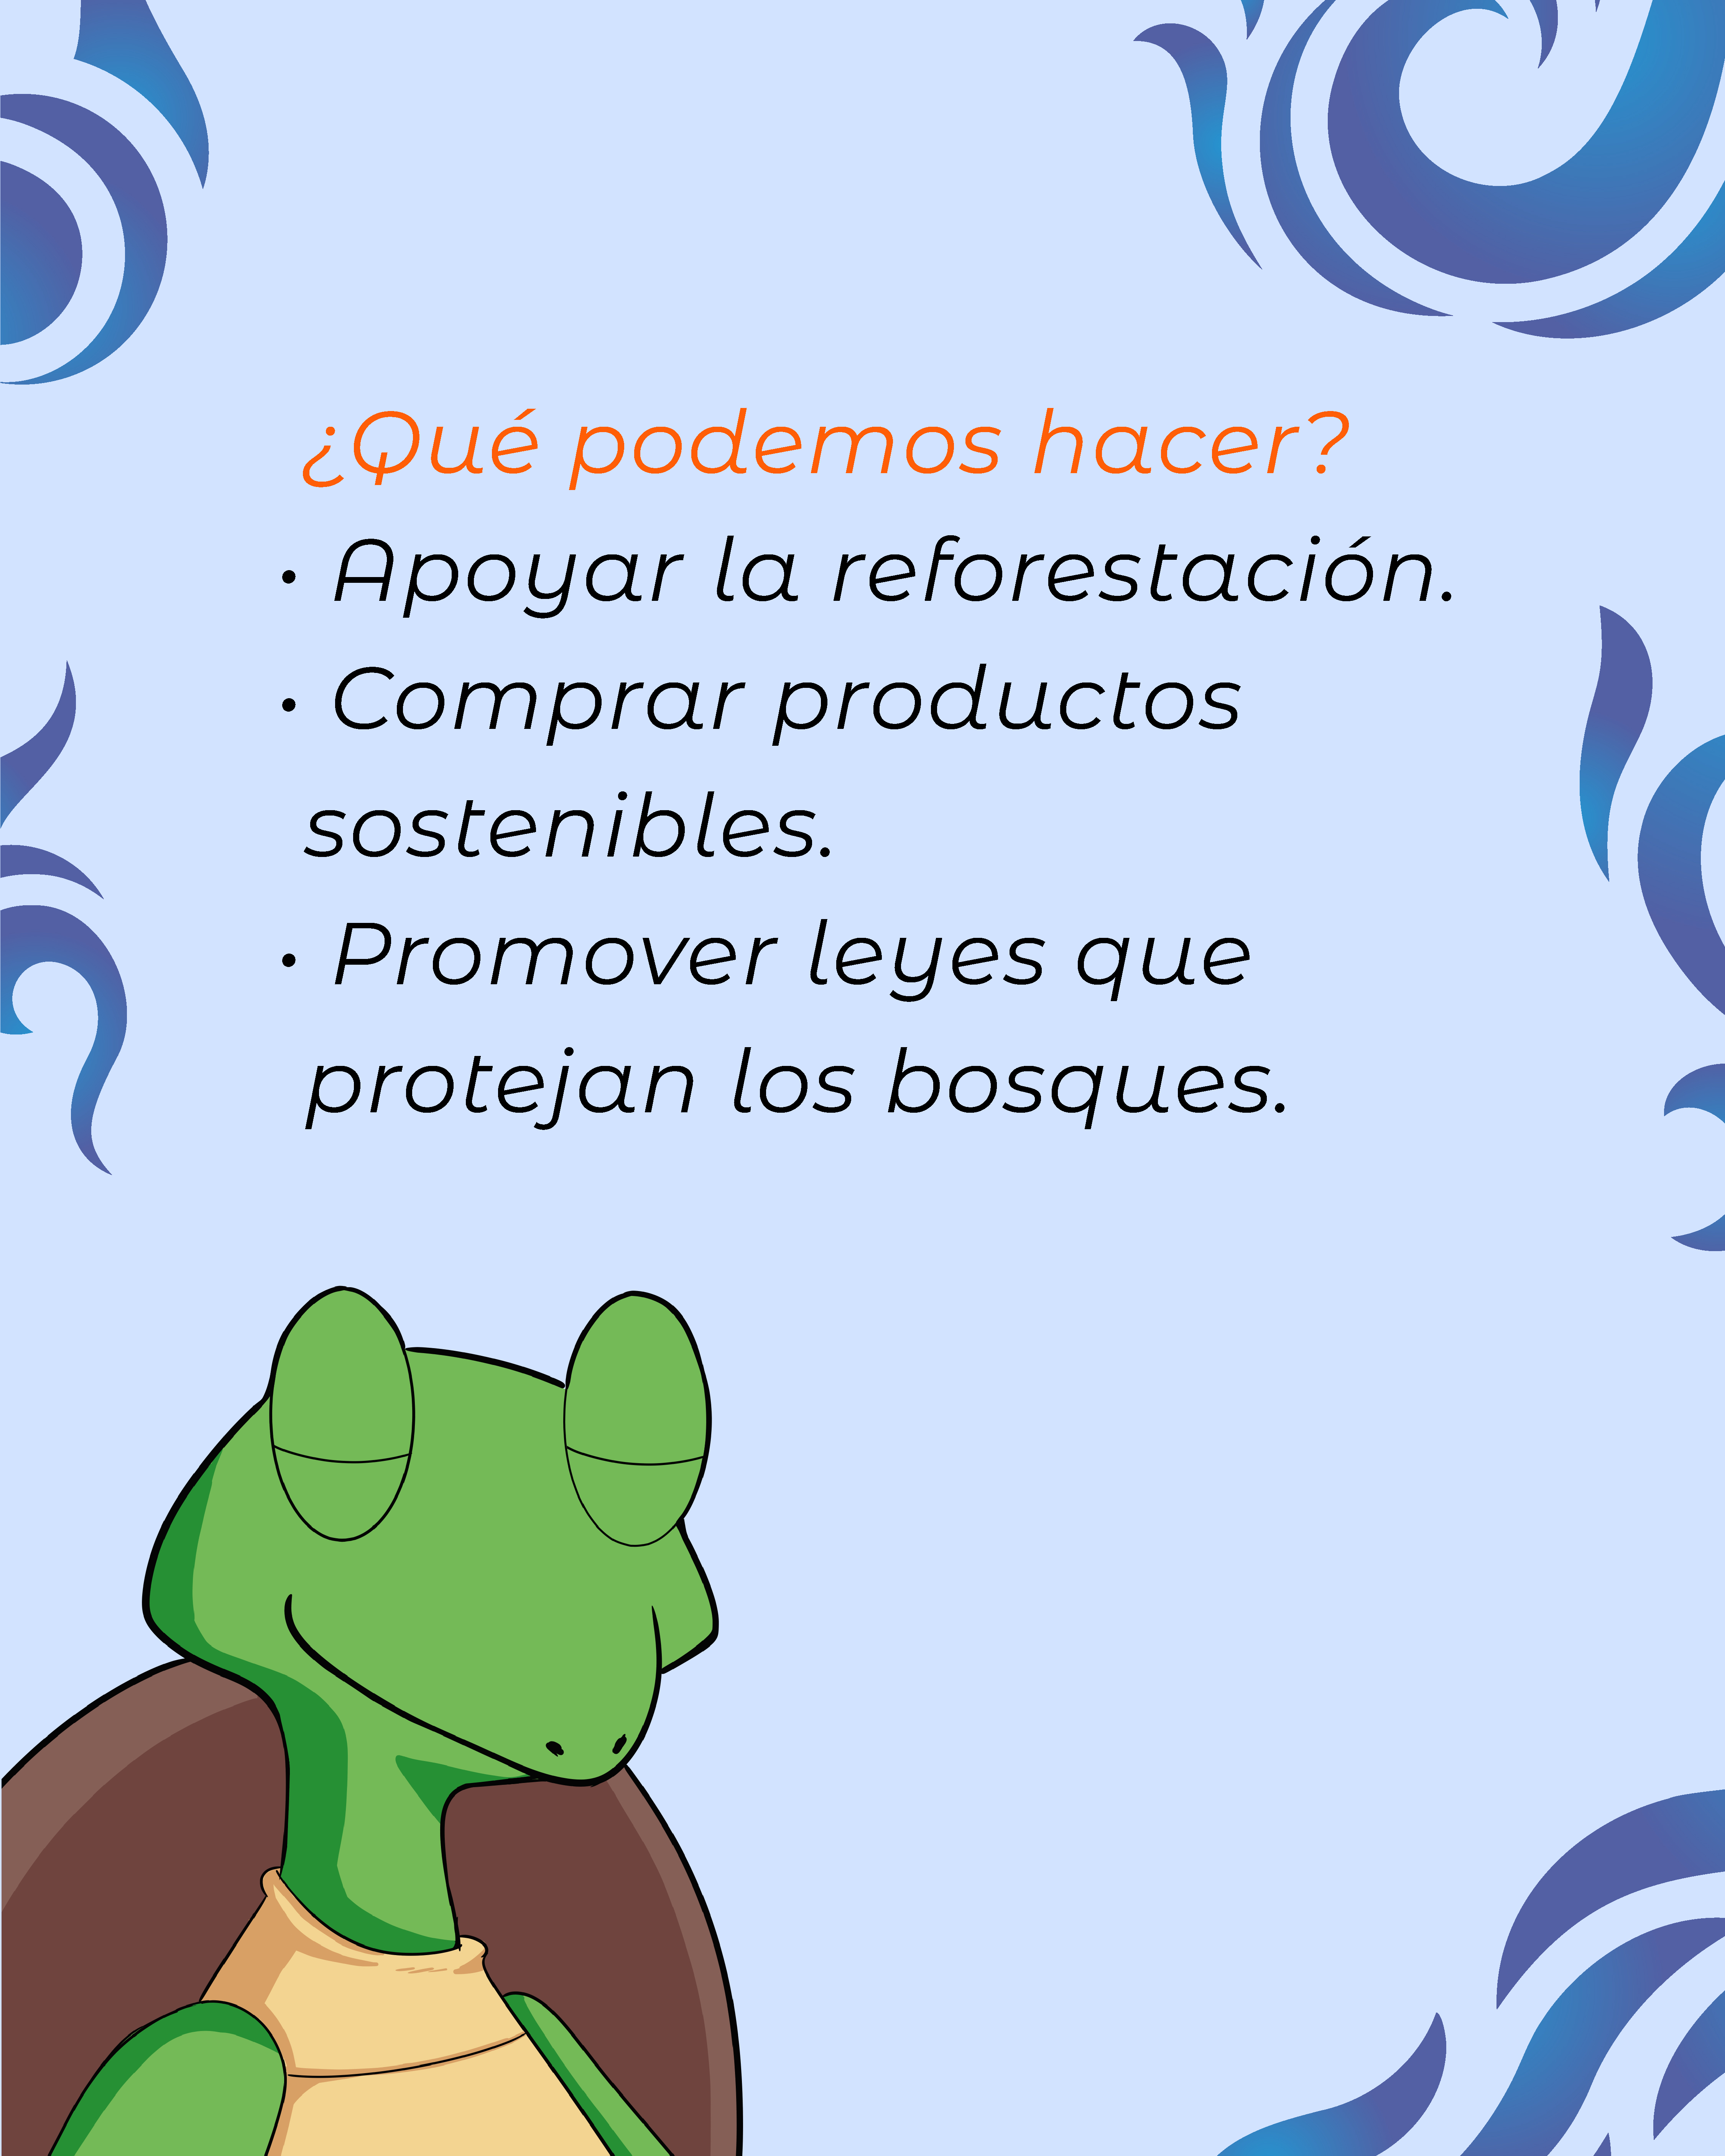 ¿Qué podemos hacer?
• Apoyar la reforestación.
• Comprar productos
sostenibles.
• Promover leyes que
protejan los bosques.